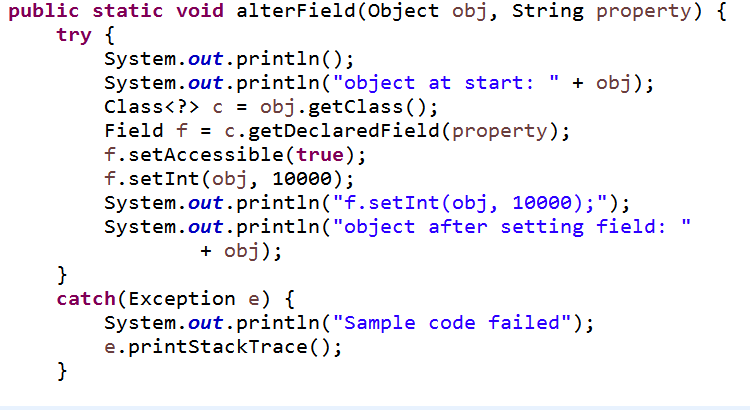 public static void alterField(Object obj, String property) {
    try {
        System.out.println();
        System.out.println("object at start: " + obj);
        Class<?> c = obj.getClass();
        Field f = c.getDeclaredField(property);
        f.setAccessible(true);
        f.setInt(obj, 10000);
        System.out.println("f.setInt(obj, 10000);");
        System.out.println("object after setting field: "
                + obj);
    }
    catch(Exception e) {
        System.out.println("Sample code failed");
        e.printStackTrace();
    }